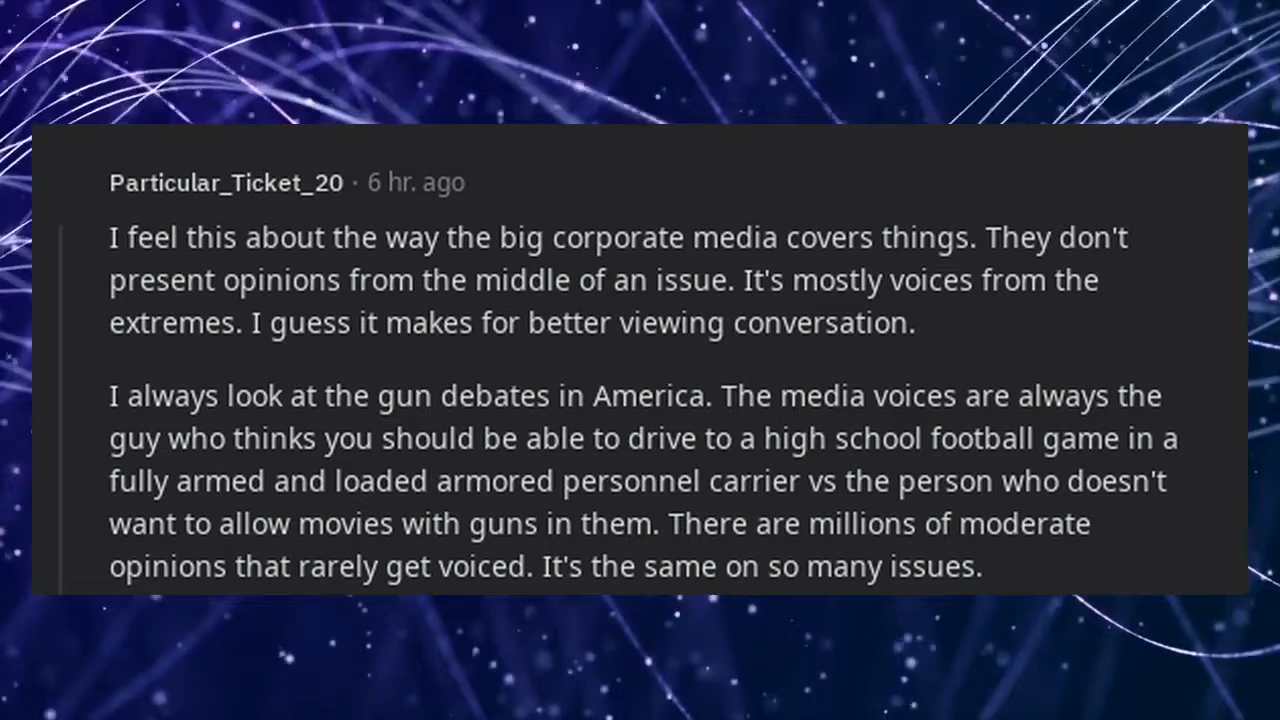 Particular_Ticket_20 · 6 hr. ago
I feel this about the way the big corporate media covers things. They don't
present opinions from the middle of an issue. It's mostly voices from the
extremes. I guess it makes for better viewing conversation.
I always look at the gun debates in America. The media voices are always the
guy who thinks you should be able to drive to a high school football game in a
fully armed and loaded armored personnel carrier vs the person who doesn't
want to allow movies with guns in them. There are millions of moderate
opinions that rarely get voiced. It's the same on so many issues.